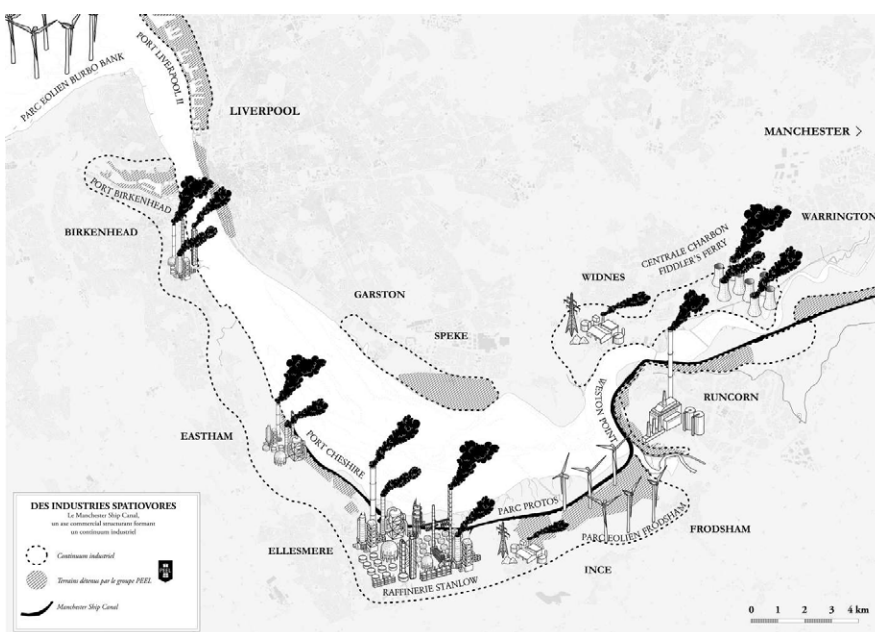 PARC EOLIEN BURBO BANK
PORT LIVERPOOL II
LIVERPOOL
MANCHESTER >
PORT BIRKENHEAD
BIRKENHEAD
WARRINGTON
CENTRALE CHARBON
FIDDLER'S FERRY
WIDNES
GARSTON
SPEKE
WESTON POINT
RUNCORN
EASTHAM
PORT CHESHIRE
PARC PROTOS
PARC EOLIEN FRODSHAM
FRODSHAM
ELLESMERE
INCE
RAFFINERIE STANLOW
DES INDUSTRIES SPATIOVORES
Le Manchester Ship Canal,
un axe commercial structurant formant
un continuum industriel
Continuum industriel
Terrains détenus par le groupe PEEL
PEEL
Manchester Ship Canal
0 1 2 3 4 km